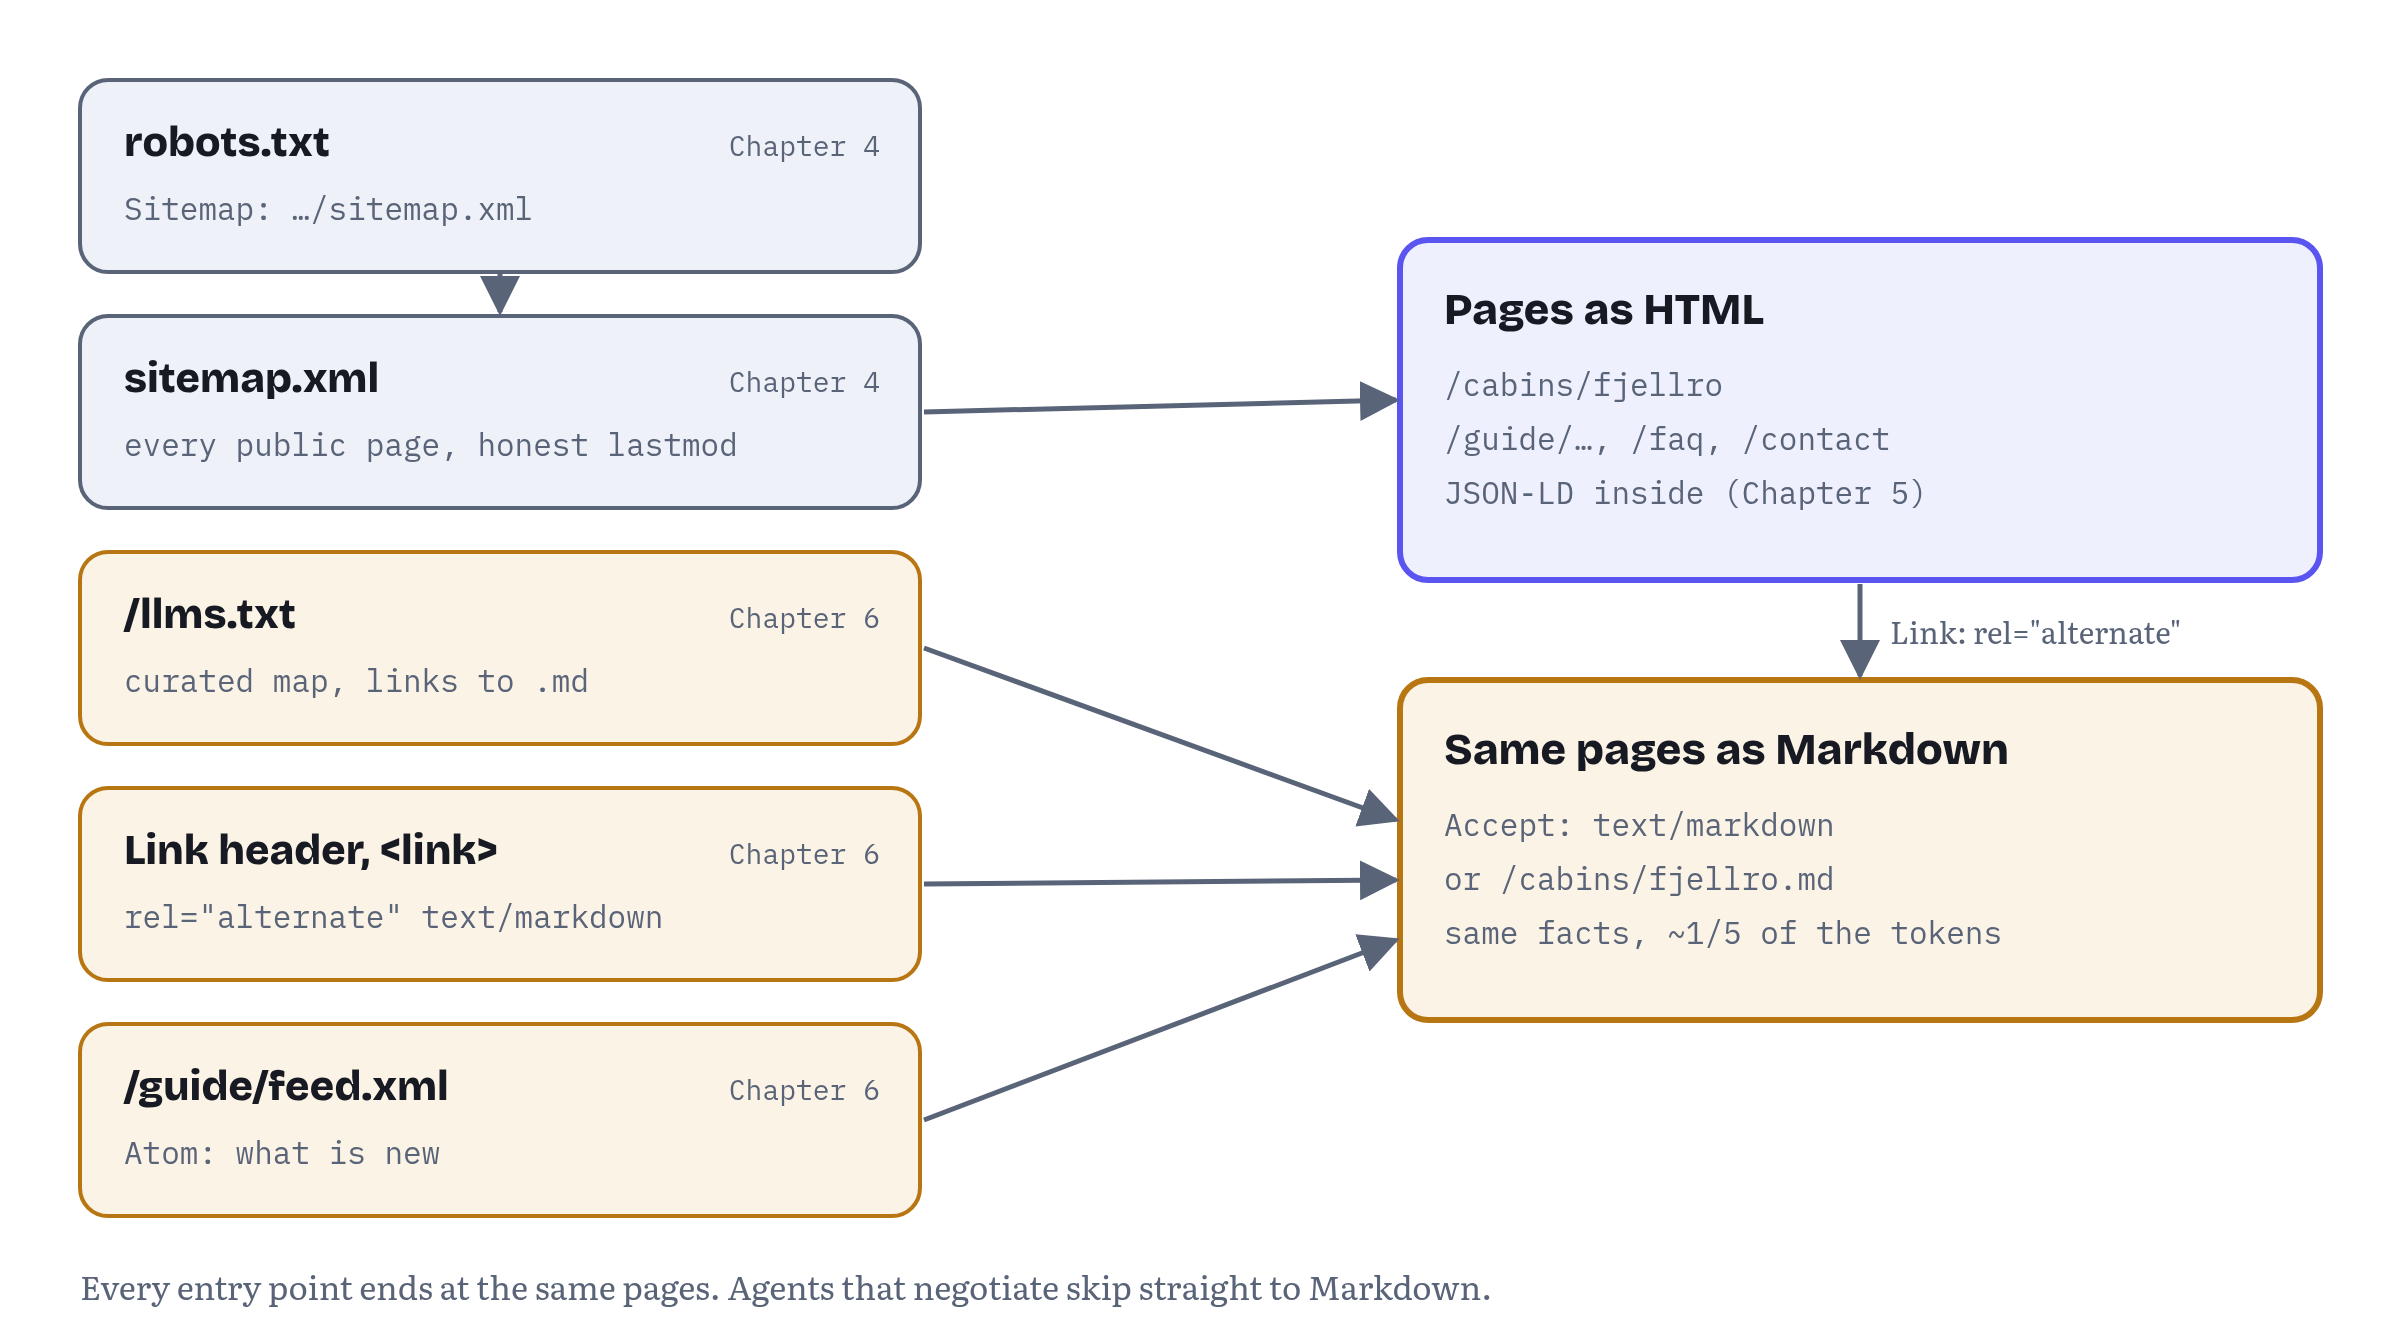 robots.txt
Chapter 4
Sitemap: …/sitemap.xml
sitemap.xml
Chapter 4
every public page, honest lastmod
/llms.txt
Chapter 6
curated map, links to .md
Link header, <link>
Chapter 6
rel="alternate" text/markdown
/guide/feed.xml
Chapter 6
Atom: what is new
Pages as HTML
/cabins/fjellro
/guide/…, /faq, /contact
JSON-LD inside (Chapter 5)
Link: rel="alternate"
Same pages as Markdown
Accept: text/markdown
or /cabins/fjellro.md
same facts, ~1/5 of the tokens
Every entry point ends at the same pages. Agents that negotiate skip straight to Markdown.